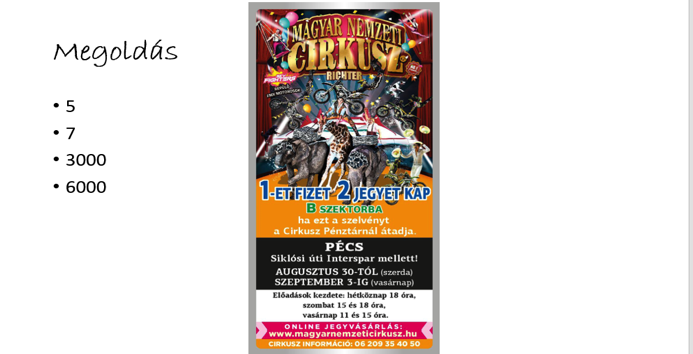 Megoldás
• 5
• 7
• 3000
• 6000
MAGYAR NEMZETI
CIRKUSZ
RICHTER
1-ET FIZET 2 JEGYET KAP
B SZEKTORBA
ha ezt a szelvényt
a Cirkusz Pénztárnál átadja.
PÉCS
Siklósi úti Interspar mellett!
AUGUSZTUS 30-TÓL (szerda)
SZEPTEMBER 3-IG (vasárnap)
Előadások kezdete: hétköznap 18 óra,
szombat 15 és 18 óra,
vasárnap 11 és 15 óra.
ONLINE JEGYVÁSÁRLÁS:
www.magyarnemzeticirkusz.hu
CIRKUSZ INFORMÁCIÓ: 06 209 35 40 50